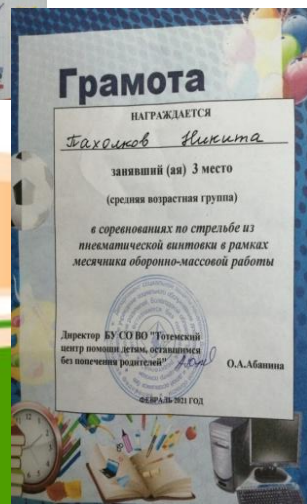 Грамота
НАГРАЖДАЕТСЯ
Пахолков Никита
занявший (ая) 3 место
(средняя возрастная группа)
в соревнованиях по стрельбе из
пневматической винтовки в рамках
месячника оборонно-массовой работы
Директор БУ СО ВО "Тотемский
центр помощи детям, оставшимся
без попечения родителей"
О.А.Абанина
ФЕВРАЛЬ 2021 ГОД